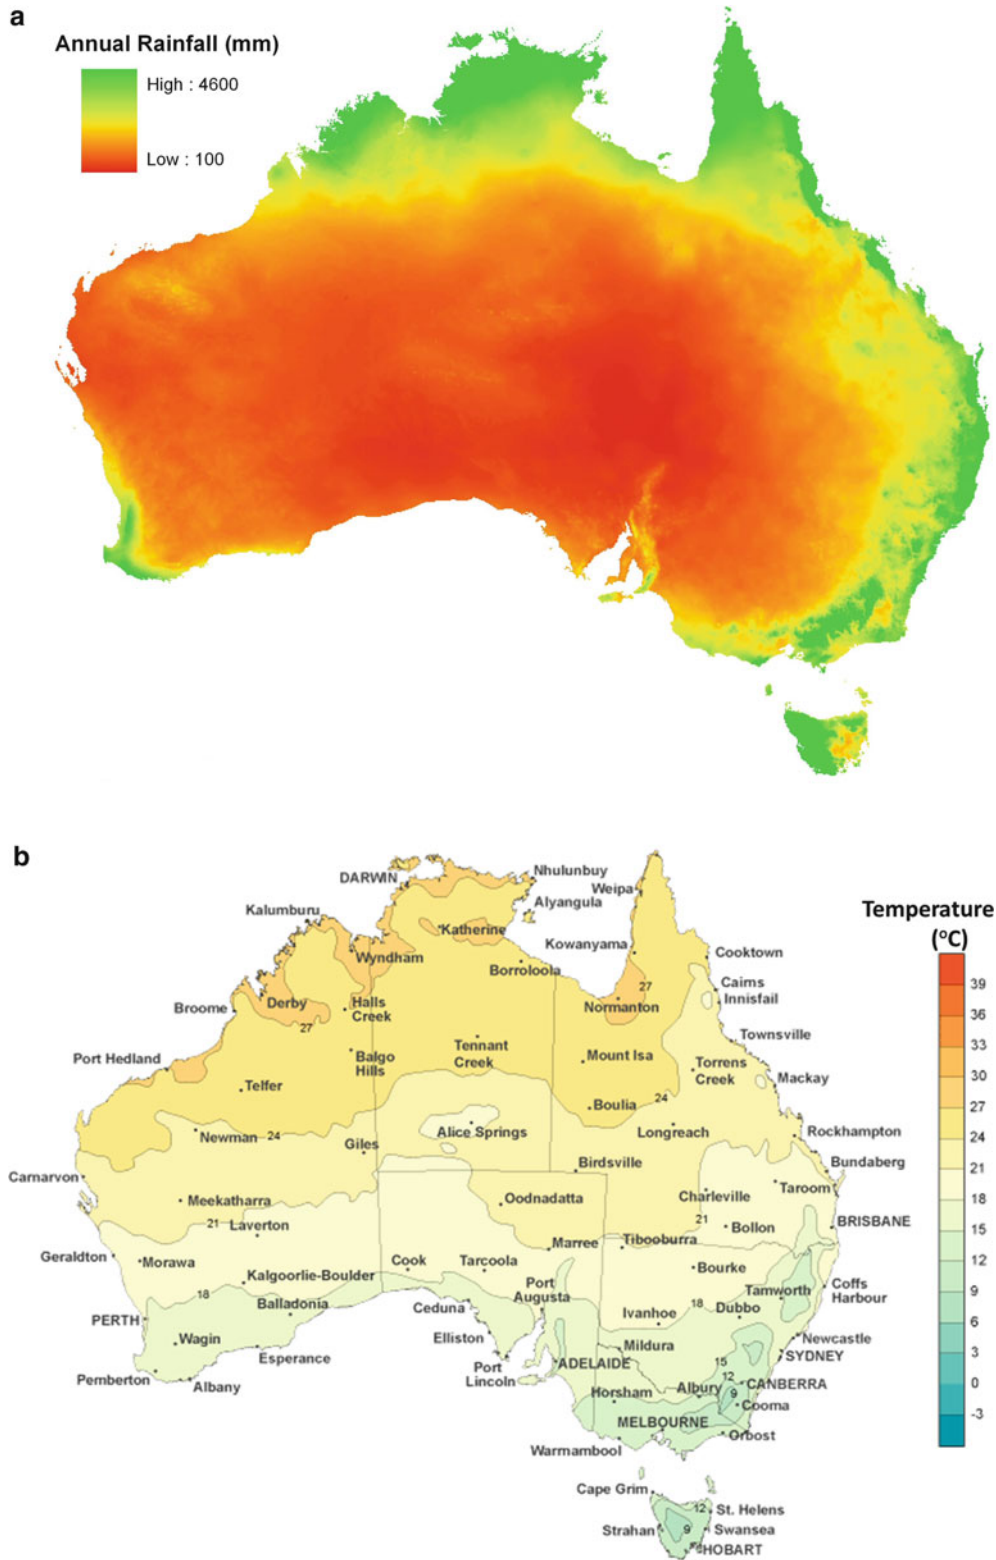 a
Annual Rainfall (mm)
High : 4600
Low : 100
b
Temperature
(°C)
39
36
33
30
27
24
21
18
15
12
9
6
3
0
-3
DARWIN
Nhulunbuy
Weipa
Alyangula
Kalumburu
Katherine
Kowanyama
Cooktown
Wyndham
Borroloola
Cairns
Innisfail
27
Derby
Halls
Creek
Normanton
Broome
27
Townsville
Tennant
Creek
Mount Isa
Port Hedland
Balgo
Hills
Torrens
Creek
Mackay
Telfer
24
Boulia
Newman
24
Alice Springs
Longreach
Rockhampton
Giles
Birdsville
Bundaberg
Carnarvon
Taroom
Meekatharra
Oodnadatta
Charleville
21
Laverton
21
Bollon
BRISBANE
Marree
Tibooburra
Geraldton
Morawa
Cook
Tarcoola
Bourke
Kalgoorlie-Boulder
Port
Augusta
Tamworth
Coffs
Harbour
18
Balladonia
Ceduna
Ivanhoe
18
Dubbo
PERTH
Wagin
Elliston
Mildura
Newcastle
SYDNEY
Esperance
Port
Lincoln
ADELAIDE
15
12
Pemberton
Albany
Horsham
Albury
9
CANBERRA
Cooma
MELBOURNE
Orbost
Warrnambool
Cape Grim
12
St. Helens
Strahan
9
Swansea
HOBART